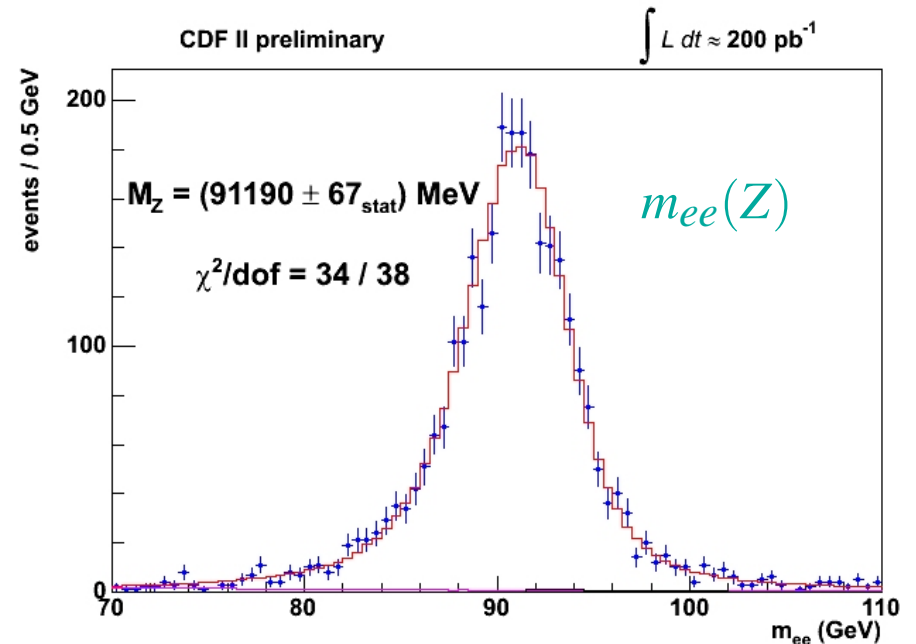 CDF II preliminary
∫ L dt ≈ 200 pb⁻¹
events / 0.5 GeV
200
100
0
M_Z = (91190 ± 67_stat) MeV
χ²/dof = 34 / 38
m_ee(Z)
70
80
90
100
110
m_ee (GeV)